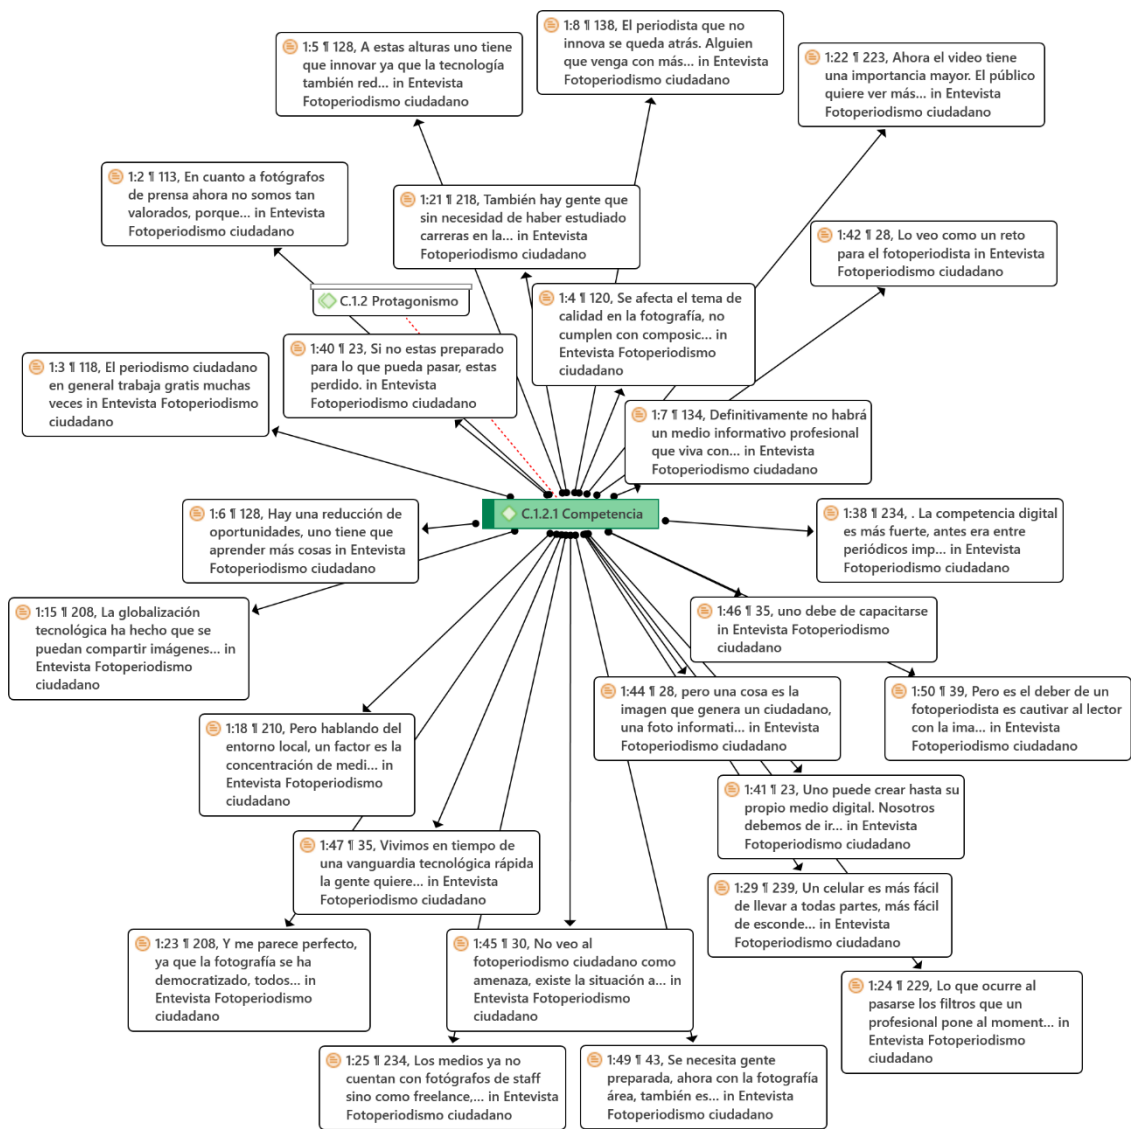 1:5 ¶ 128, A estas alturas uno tiene
que innovar ya que la tecnología
también red... in Entevista
Fotoperiodismo ciudadano
1:8 ¶ 138, El periodista que no
innova se queda atrás. Alguien
que venga con más... in Entevista
Fotoperiodismo ciudadano
1:22 ¶ 223, Ahora el video tiene
una importancia mayor. El público
quiere ver más... in Entevista
Fotoperiodismo ciudadano
1:2 ¶ 113, En cuanto a fotógrafos
de prensa ahora no somos tan
valorados, porque... in Entevista
Fotoperiodismo ciudadano
1:21 ¶ 218, También hay gente que
sin necesidad de haber estudiado
carreras en la... in Entevista
Fotoperiodismo ciudadano
1:42 ¶ 28, Lo veo como un reto
para el fotoperiodista in Entevista
Fotoperiodismo ciudadano
C.1.2 Protagonismo
1:4 ¶ 120, Se afecta el tema de
calidad en la fotografía, no
cumplen con composic... in
Entevista Fotoperiodismo
ciudadano
1:40 ¶ 23, Si no estas preparado
para lo que pueda pasar, estas
perdido. in Entevista
Fotoperiodismo ciudadano
1:3 ¶ 118, El periodismo ciudadano
en general trabaja gratis muchas
veces in Entevista Fotoperiodismo
ciudadano
1:7 ¶ 134, Definitivamente no habrá
un medio informativo profesional
que viva con... in Entevista
Fotoperiodismo ciudadano
C.1.2.1 Competencia
1:6 ¶ 128, Hay una reducción de
oportunidades, uno tiene que
aprender más cosas in Entevista
Fotoperiodismo ciudadano
1:38 ¶ 234, . La competencia digital
es más fuerte, antes era entre
periódicos imp... in Entevista
Fotoperiodismo ciudadano
1:15 ¶ 208, La globalización
tecnológica ha hecho que se
puedan compartir imágenes... in
Entevista Fotoperiodismo
ciudadano
1:46 ¶ 35, uno debe de capacitarse
in Entevista Fotoperiodismo
ciudadano
1:44 ¶ 28, pero una cosa es la
imagen que genera un ciudadano,
una foto informati... in Entevista
Fotoperiodismo ciudadano
1:50 ¶ 39, Pero es el deber de un
fotoperiodista es cautivar al lector
con la ima... in Entevista
Fotoperiodismo ciudadano
1:18 ¶ 210, Pero hablando del
entorno local, un factor es la
concentración de medi... in
Entevista Fotoperiodismo
ciudadano
1:41 ¶ 23, Uno puede crear hasta su
propio medio digital. Nosotros
debemos de ir... in Entevista
Fotoperiodismo ciudadano
1:47 ¶ 35, Vivimos en tiempo de
una vanguardia tecnológica rápida
la gente quiere... in Entevista
Fotoperiodismo ciudadano
1:29 ¶ 239, Un celular es más fácil
de llevar a todas partes, más fácil
de esconde... in Entevista
Fotoperiodismo ciudadano
1:23 ¶ 208, Y me parece perfecto,
ya que la fotografía se ha
democratizado, todos... in
Entevista Fotoperiodismo
ciudadano
1:45 ¶ 30, No veo al
fotoperiodismo ciudadano como
amenaza, existe la situación a... in
Entevista Fotoperiodismo
ciudadano
1:24 ¶ 229, Lo que ocurre al
pasarse los filtros que un
profesional pone al moment... in
Entevista Fotoperiodismo
ciudadano
1:25 ¶ 234, Los medios ya no
cuentan con fotógrafos de staff
sino como freelance,... in Entevista
Fotoperiodismo ciudadano
1:49 ¶ 43, Se necesita gente
preparada, ahora con la fotografía
área, también es... in Entevista
Fotoperiodismo ciudadano